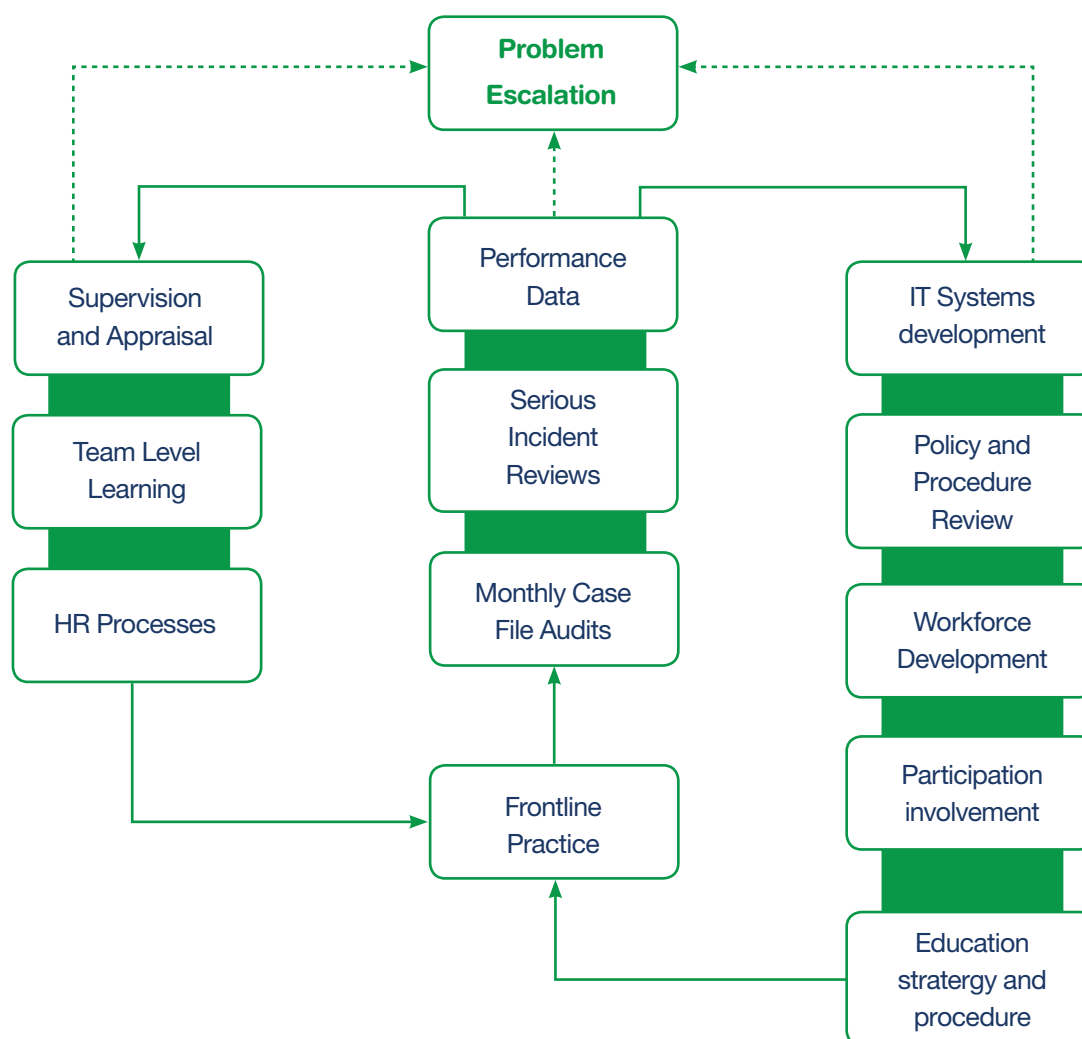 Problem
Escalation
Performance
Data
Supervision
and Appraisal
IT Systems
development
Serious
Incident
Reviews
Team Level
Learning
Policy and
Procedure
Review
HR Processes
Monthly Case
File Audits
Workforce
Development
Participation
involvement
Frontline
Practice
Education
stratergy and
procedure